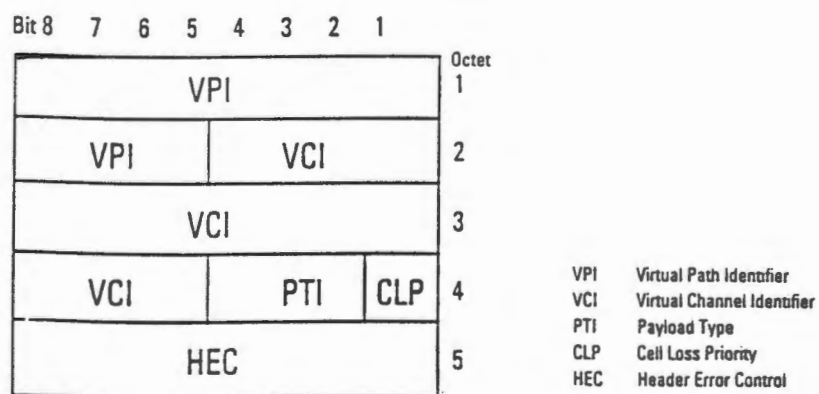 Bit 8 7 6 5 4 3 2 1
Octet
VPI 1
VPI VCI 2
VCI 3
VCI PTI CLP 4
HEC 5
VPI Virtual Path Identifier
VCI Virtual Channel Identifier
PTI Payload Type
CLP Cell Loss Priority
HEC Header Error Control